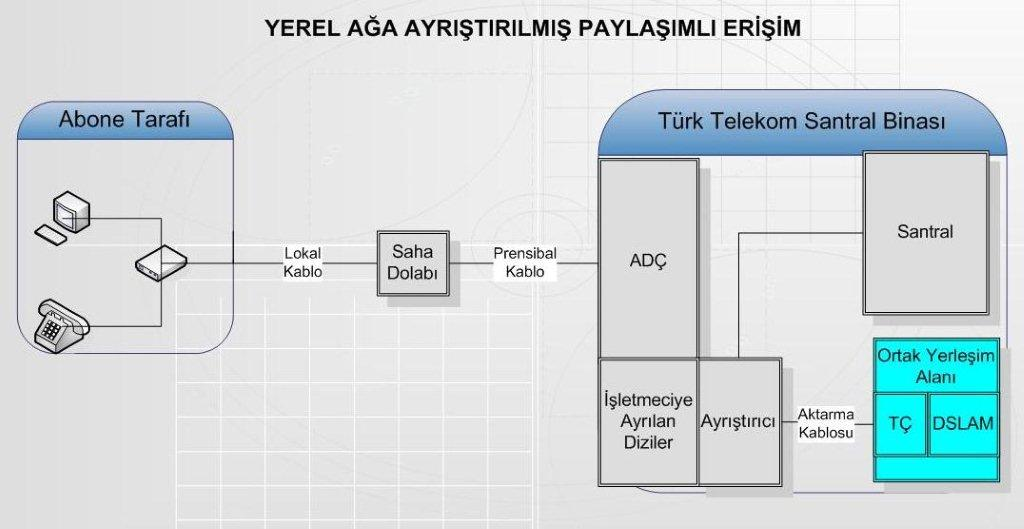 YEREL AĞA AYRIŞTIRILMIŞ PAYLAŞIMLI ERİŞİM
Abone Tarafı
Türk Telekom Santral Binası
Lokal
Kablo
Saha
Dolabı
Prensibal
Kablo
ADÇ
Santral
İşletmeciye
Ayrılan
Diziler
Ayrıştırıcı
Aktarma
Kablosu
Ortak Yerleşim
Alanı
TÇ
DSLAM